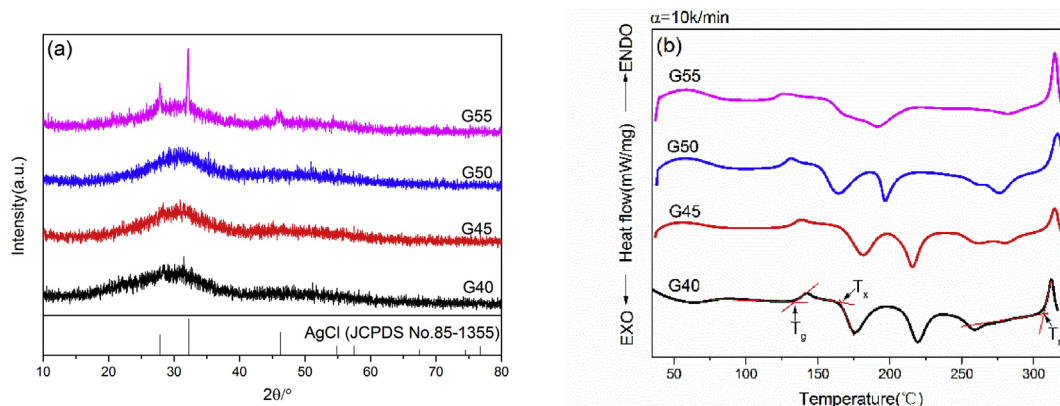 (a)
G55
G50
G45
G40
AgCl (JCPDS No.85-1355)
Intensity(a.u.)
10 20 30 40 50 60 70 80
2θ/°
α=10k/min
(b)
G55
G50
G45
G40
Tx
Tg
EXO
Heat flow(mW/mg)
ENDO
50 100 150 200 250 300
Temperature(℃)